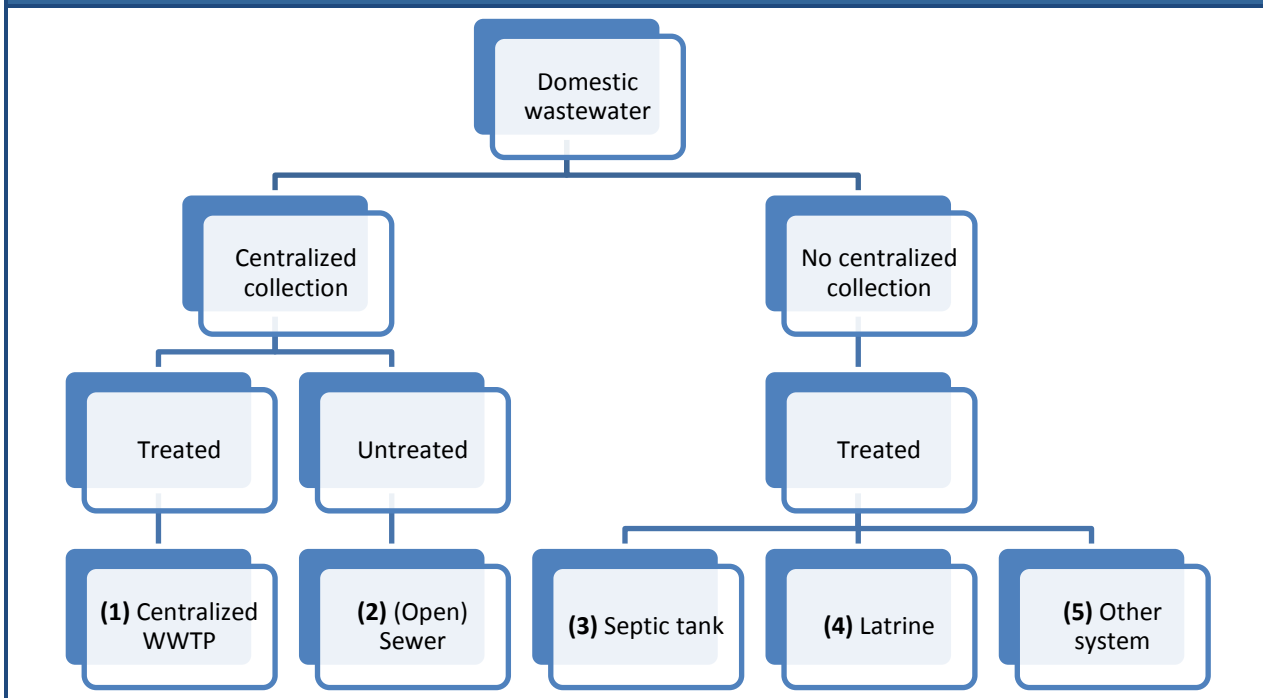 Domestic
wastewater
Centralized
collection
No centralized
collection
Treated
Untreated
Treated
(1) Centralized
WWTP
(2) (Open)
Sewer
(3) Septic tank
(4) Latrine
(5) Other
system